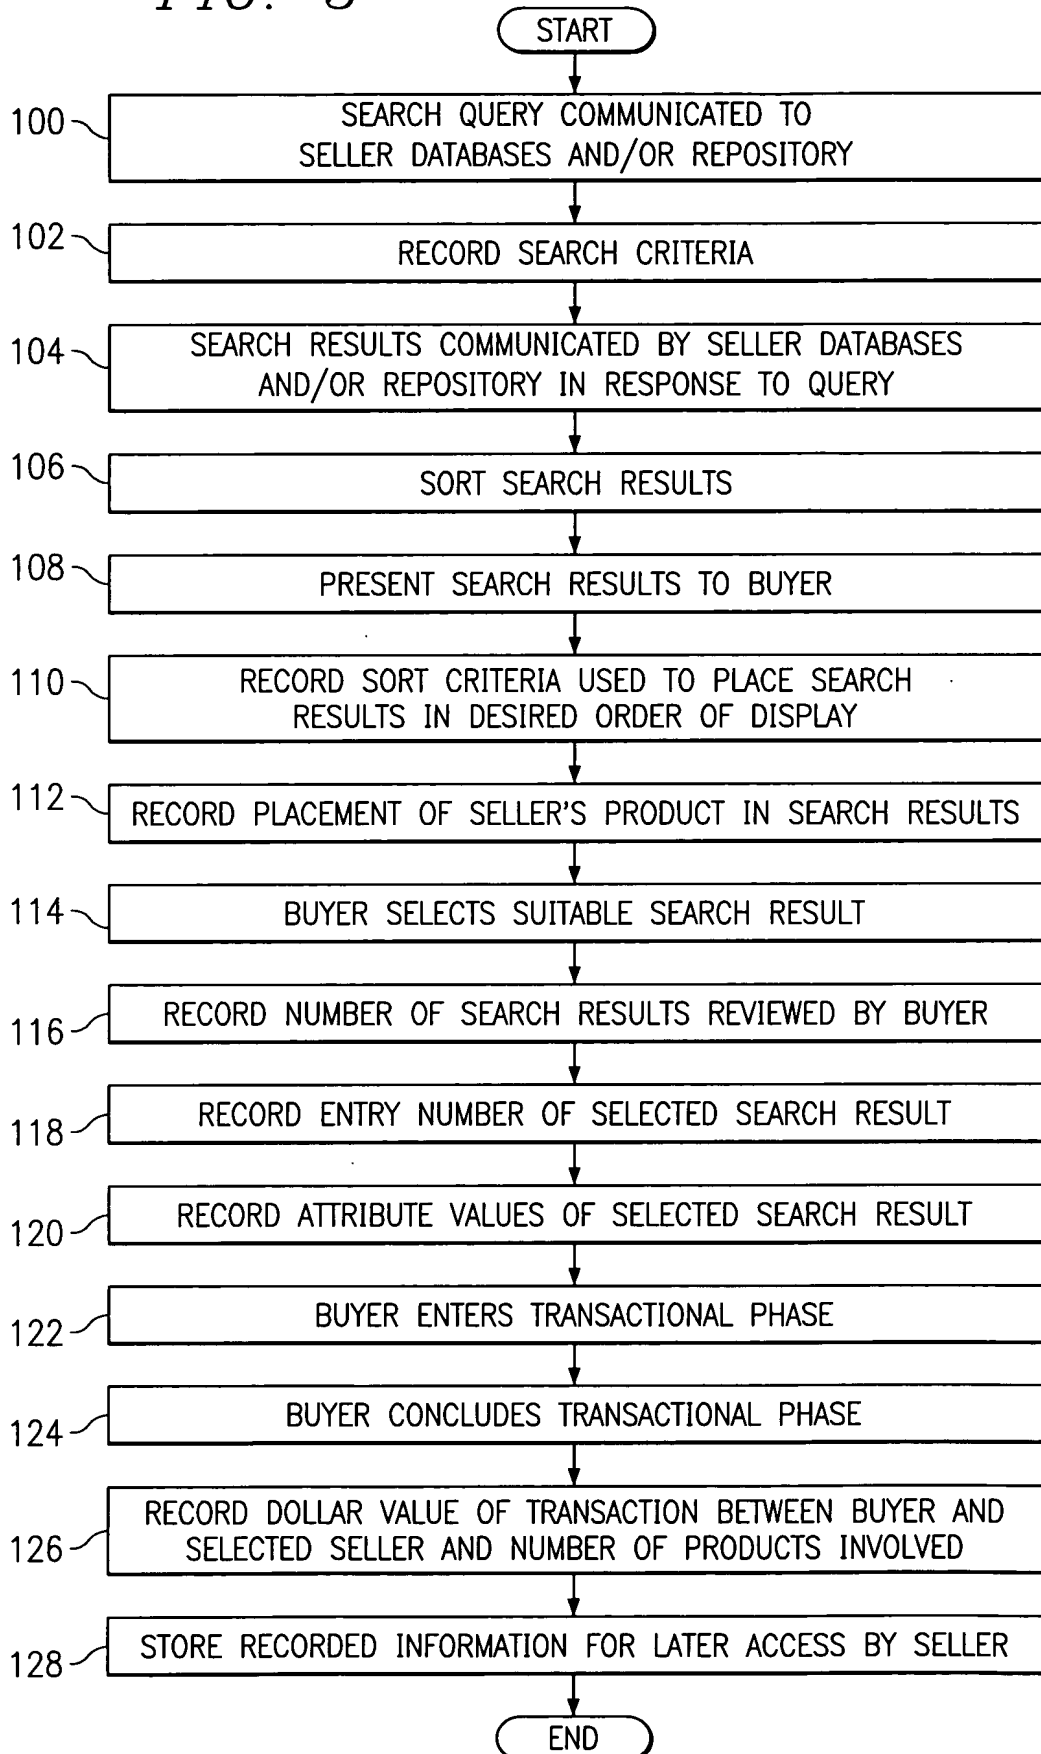 START
100
SEARCH QUERY COMMUNICATED TO
SELLER DATABASES AND/OR REPOSITORY
102
RECORD SEARCH CRITERIA
104
SEARCH RESULTS COMMUNICATED BY SELLER DATABASES
AND/OR REPOSITORY IN RESPONSE TO QUERY
106
SORT SEARCH RESULTS
108
PRESENT SEARCH RESULTS TO BUYER
110
RECORD SORT CRITERIA USED TO PLACE SEARCH
RESULTS IN DESIRED ORDER OF DISPLAY
112
RECORD PLACEMENT OF SELLER'S PRODUCT IN SEARCH RESULTS
114
BUYER SELECTS SUITABLE SEARCH RESULT
116
RECORD NUMBER OF SEARCH RESULTS REVIEWED BY BUYER
118
RECORD ENTRY NUMBER OF SELECTED SEARCH RESULT
120
RECORD ATTRIBUTE VALUES OF SELECTED SEARCH RESULT
122
BUYER ENTERS TRANSACTIONAL PHASE
124
BUYER CONCLUDES TRANSACTIONAL PHASE
126
RECORD DOLLAR VALUE OF TRANSACTION BETWEEN BUYER AND
SELECTED SELLER AND NUMBER OF PRODUCTS INVOLVED
128
STORE RECORDED INFORMATION FOR LATER ACCESS BY SELLER
END